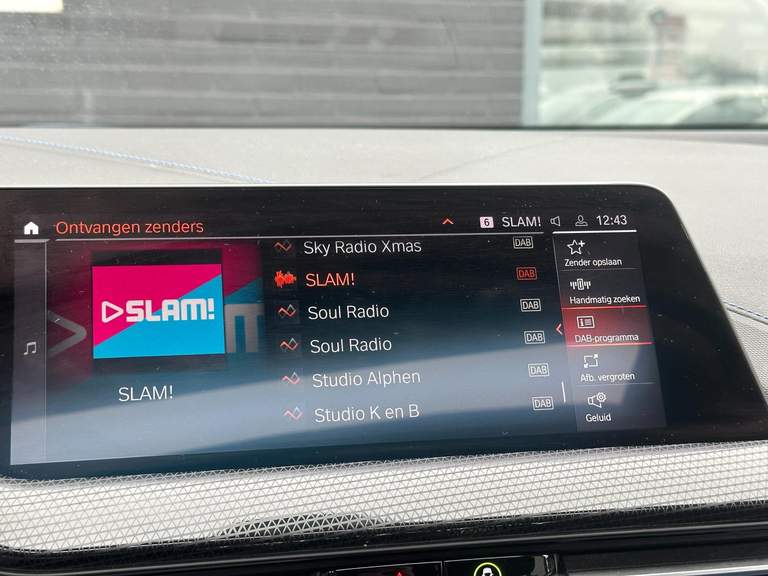 Ontvangen zenders
6 SLAM! 12:43
Sky Radio Xmas DAB
SLAM! DAB
Soul Radio DAB
Soul Radio DAB
Studio Alphen DAB
Studio K en B DAB
SLAM!
SLAM!
Zender opslaan
Handmatig zoeken
DAB-programma
Afb. vergroten
Geluid